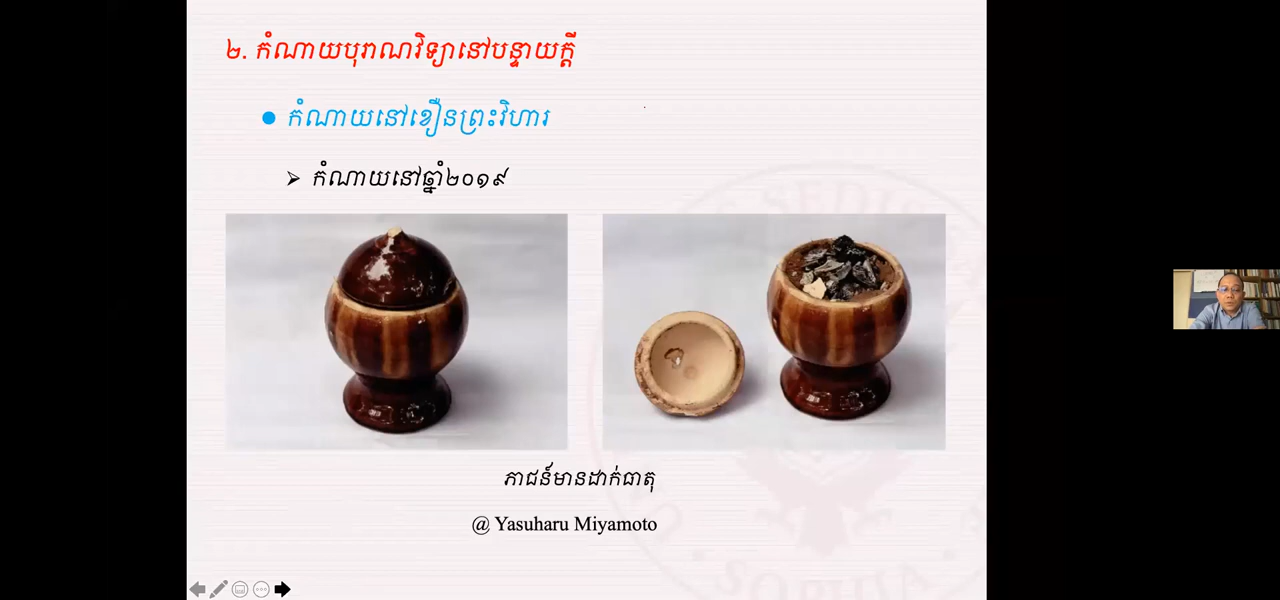 ២. កំណាយបុរាណវិទ្យានៅបន្ទាយក្តី
កំណាយនៅខឿនព្រះវិហារ
កំណាយនៅឆ្នាំ២០១៩
ភាជន៍មានដាក់ធាតុ
@ Yasuharu Miyamoto
SOPHIA